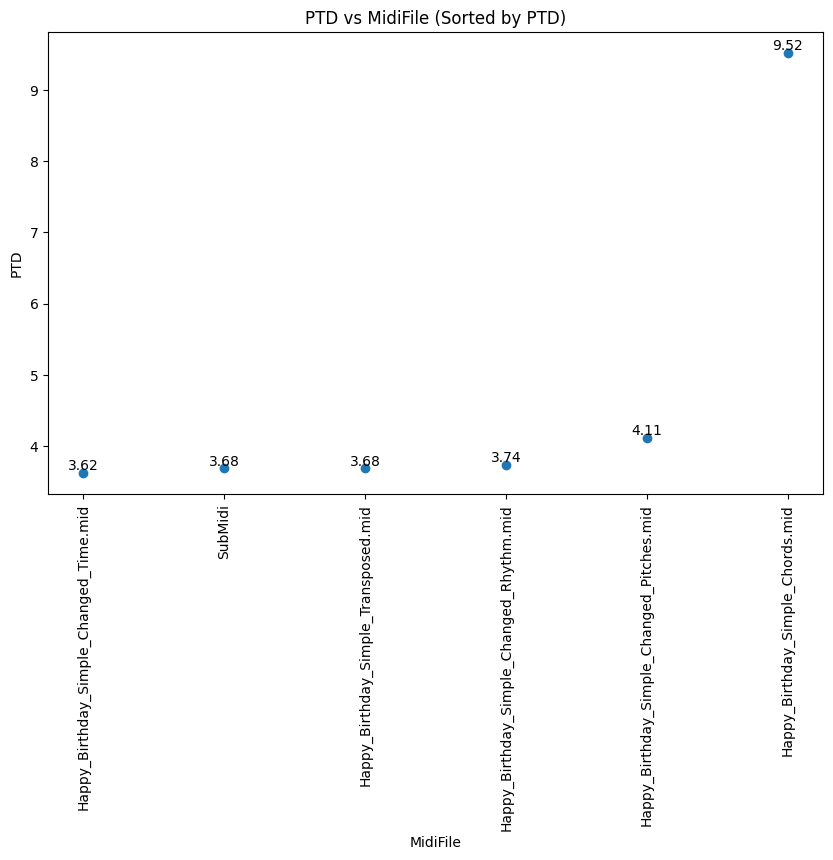 PTD vs MidiFile (Sorted by PTD)
9.52
9
8
7
6
5
4
PTD
3.62
3.68
3.68
3.74
4.11
Happy_Birthday_Simple_Changed_Time.mid
SubMidi
Happy_Birthday_Simple_Transposed.mid
Happy_Birthday_Simple_Changed_Rhythm.mid
Happy_Birthday_Simple_Changed_Pitches.mid
Happy_Birthday_Simple_Chords.mid
MidiFile